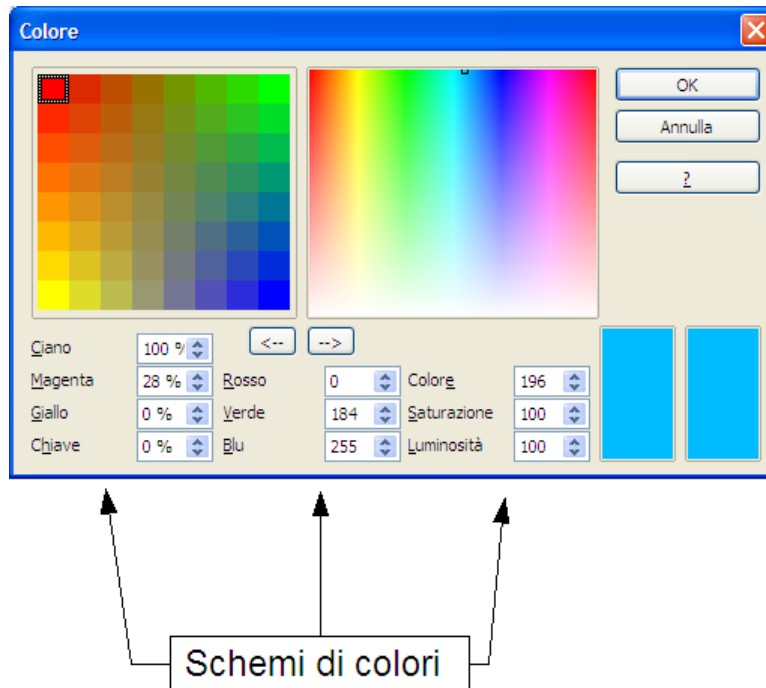 Colore
OK
Annulla
?
<-- -->
Ciano 100 %
Magenta 28 % Rosso 0 Colore 196
Giallo 0 % Verde 184 Saturazione 100
Chiave 0 % Blu 255 Luminosità 100
Schemi di colori